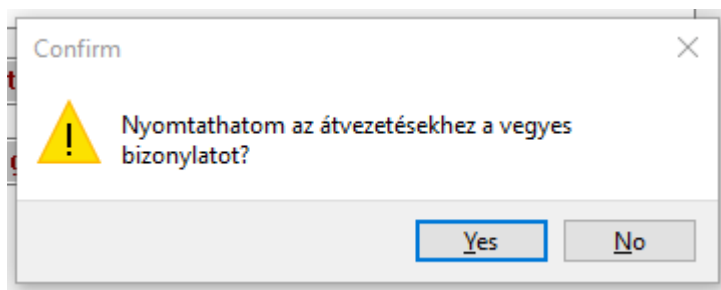 Confirm
Nyomtathatom az átvezetésekhez a vegyes
bizonylatot?
Yes
No